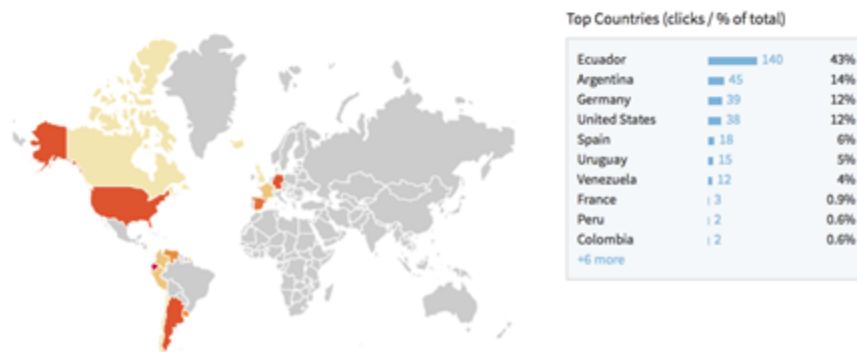 Top Countries (clicks / % of total)
Ecuador 140 43%
Argentina 45 14%
Germany 39 12%
United States 38 12%
Spain 18 6%
Uruguay 15 5%
Venezuela 12 4%
France 3 0.9%
Peru 2 0.6%
Colombia 2 0.6%
+6 more